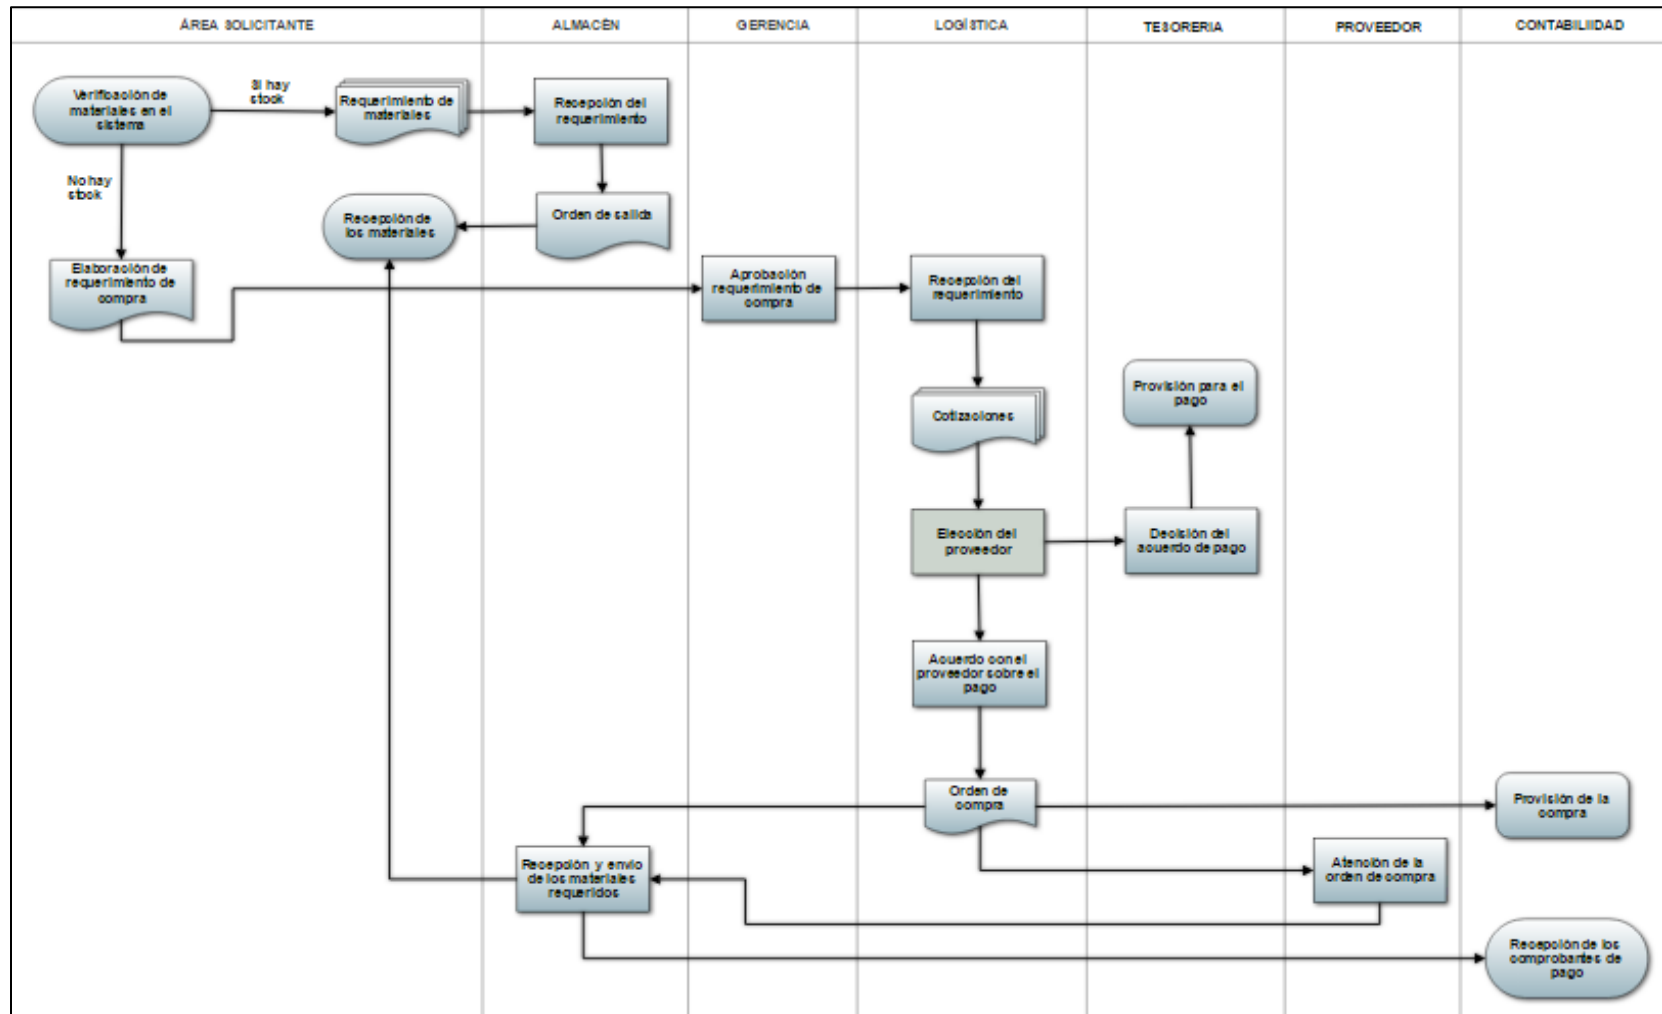 ÁREA SOLICITANTE
ALMACÉN
GERENCIA
LOGÍSTICA
TESORERIA
PROVEEDOR
CONTABILIIDAD
Verificación de
materiales en el
sistema
Si hay
stock
Requerimiento de
materiales
Recepción del
requerimiento
No hay
stock
Recepción de
los materiales
Orden de salida
Elaboración de
requerimiento de
compra
Aprobación
requerimiento de
compra
Recepción del
requerimiento
Cotizaciones
Provisión para el
pago
Elección del
proveedor
Decisión del
acuerdo de pago
Acuerdo con el
proveedor sobre el
pago
Orden de
compra
Provisión de la
compra
Recepción y envío
de los materiales
requeridos
Atención de la
orden de compra
Recepción de los
comprobantes de
pago